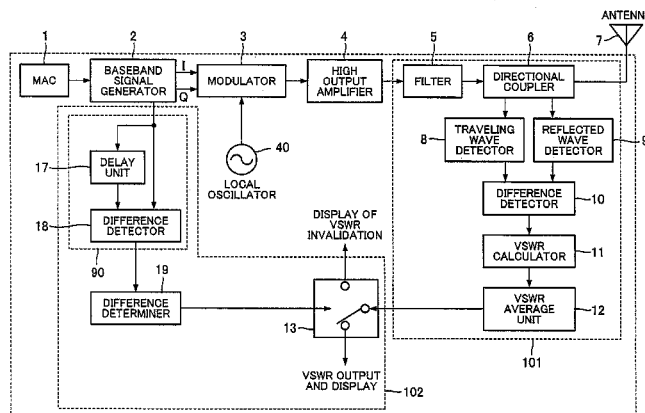 ANTENN
1
2
3
4
5
6
7
MAC
BASEBAND
SIGNAL
GENERATOR
I
Q
MODULATOR
HIGH
OUTPUT
AMPLIFIER
FILTER
DIRECTIONAL
COUPLER
8
TRAVELING
WAVE
DETECTOR
REFLECTED
WAVE
DETECTOR
9
17
DELAY
UNIT
40
LOCAL
OSCILLATOR
18
DIFFERENCE
DETECTOR
DIFFERENCE
DETECTOR
10
90
DISPLAY OF
VSWR
INVALIDATION
VSWR
CALCULATOR
11
19
DIFFERENCE
DETERMINER
13
VSWR
AVERAGE
UNIT
12
101
VSWR OUTPUT
AND DISPLAY
102